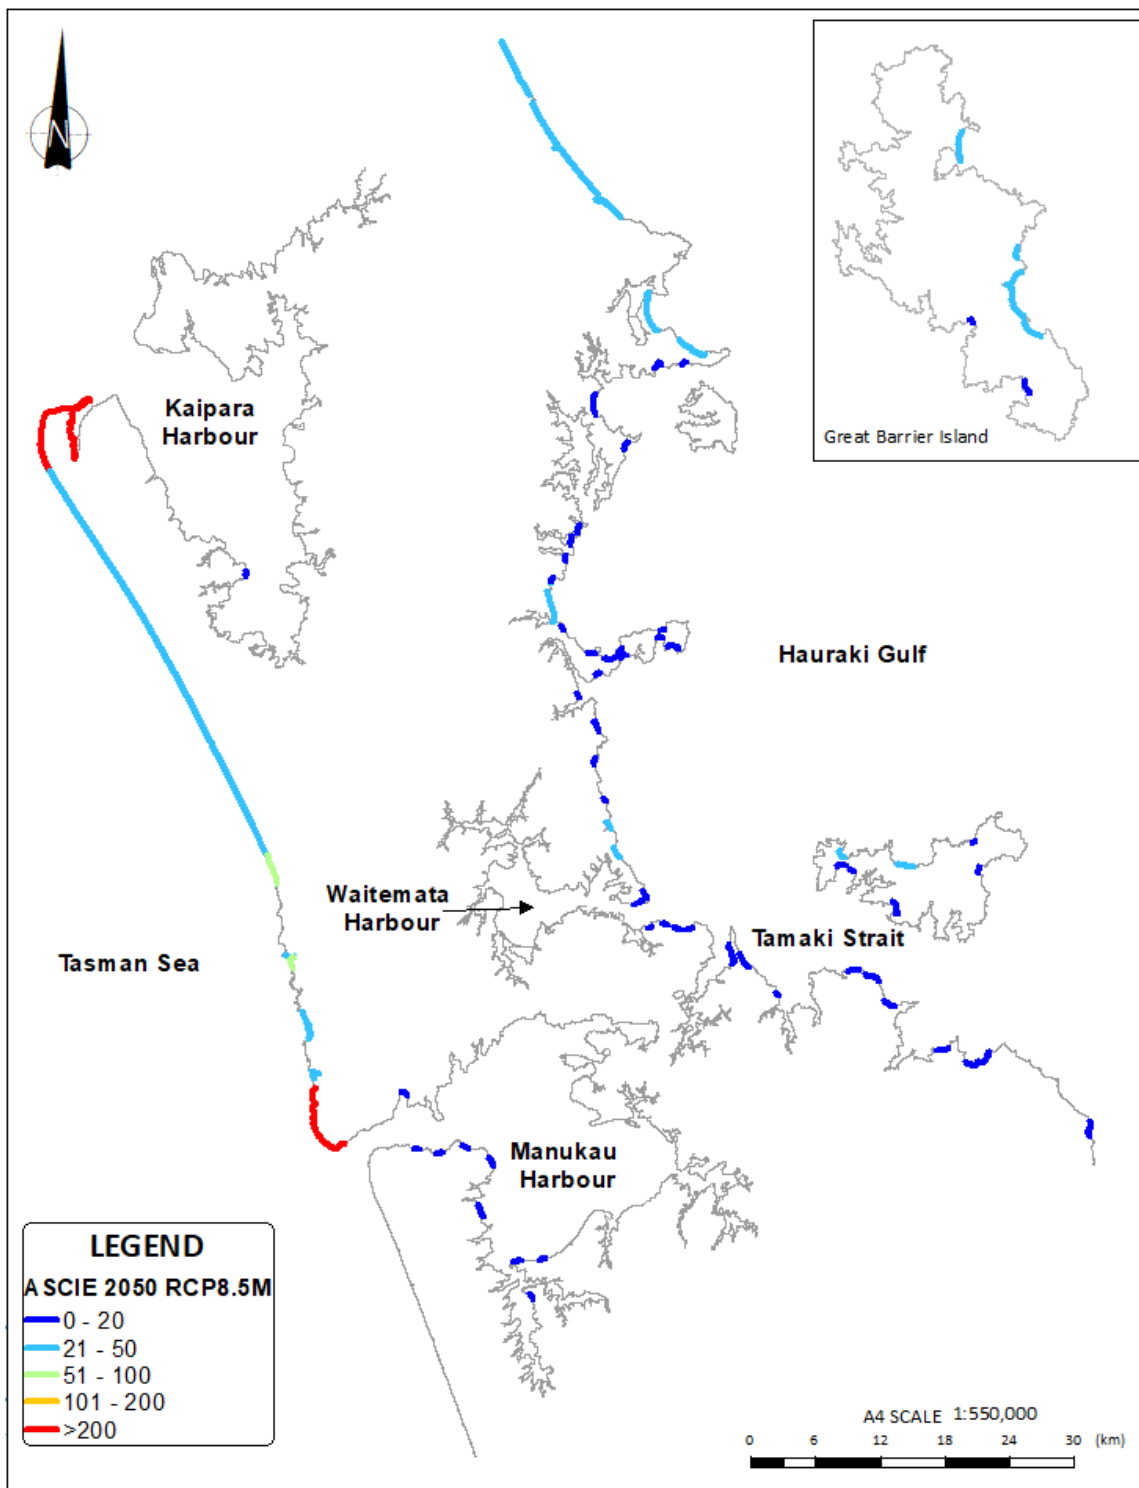 N
Great Barrier Island
Kaipara
Harbour
Hauraki Gulf
Waitemata
Harbour
Tamaki Strait
Tasman Sea
Manukau
Harbour
LEGEND
ASCIE 2050 RCP8.5M
0 - 20
21 - 50
51 - 100
101 - 200
>200
A4 SCALE 1:550,000
0 6 12 18 24 30 (km)